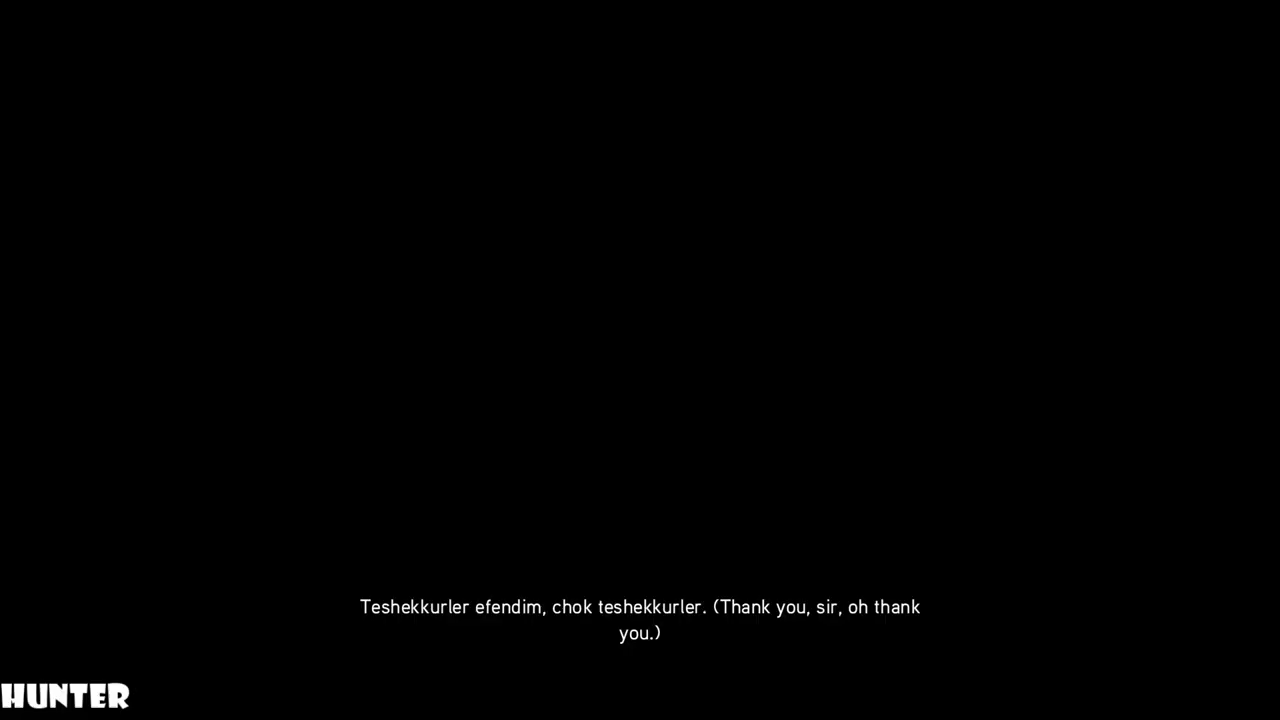 Teshekkurler efendim, chok teshekkurler. (Thank you, sir, oh thank
you.)
HUNTER